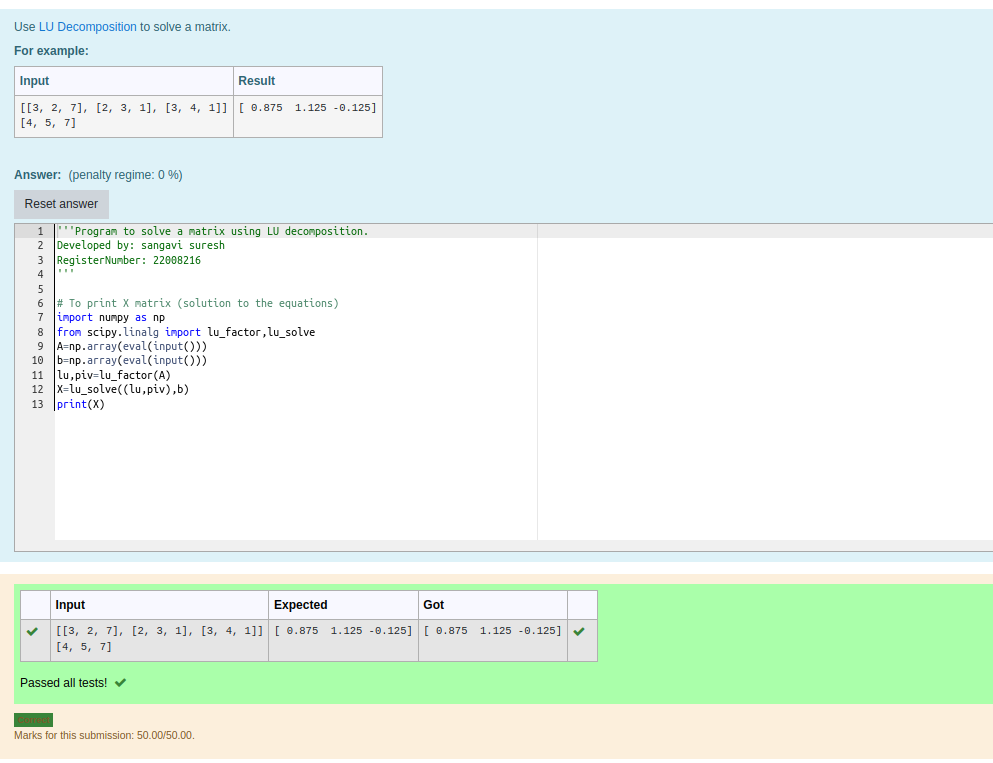 Use LU Decomposition to solve a matrix.
For example:
Input Result
[[3, 2, 7], [2, 3, 1], [3, 4, 1]] [ 0.875  1.125 -0.125]
[4, 5, 7]
Answer: (penalty regime: 0 %)
Reset answer
1 '''Program to solve a matrix using LU decomposition.
2 Developed by: sangavi suresh
3 RegisterNumber: 22008216
4 '''
5
6 # To print X matrix (solution to the equations)
7 import numpy as np
8 from scipy.linalg import lu_factor,lu_solve
9 A=np.array(eval(input()))
10 b=np.array(eval(input()))
11 lu,piv=lu_factor(A)
12 X=lu_solve((lu,piv),b)
13 print(X)
Input Expected Got
[[3, 2, 7], [2, 3, 1], [3, 4, 1]] [ 0.875  1.125 -0.125] [ 0.875  1.125 -0.125]
[4, 5, 7]
Passed all tests!
Correct
Marks for this submission: 50.00/50.00.